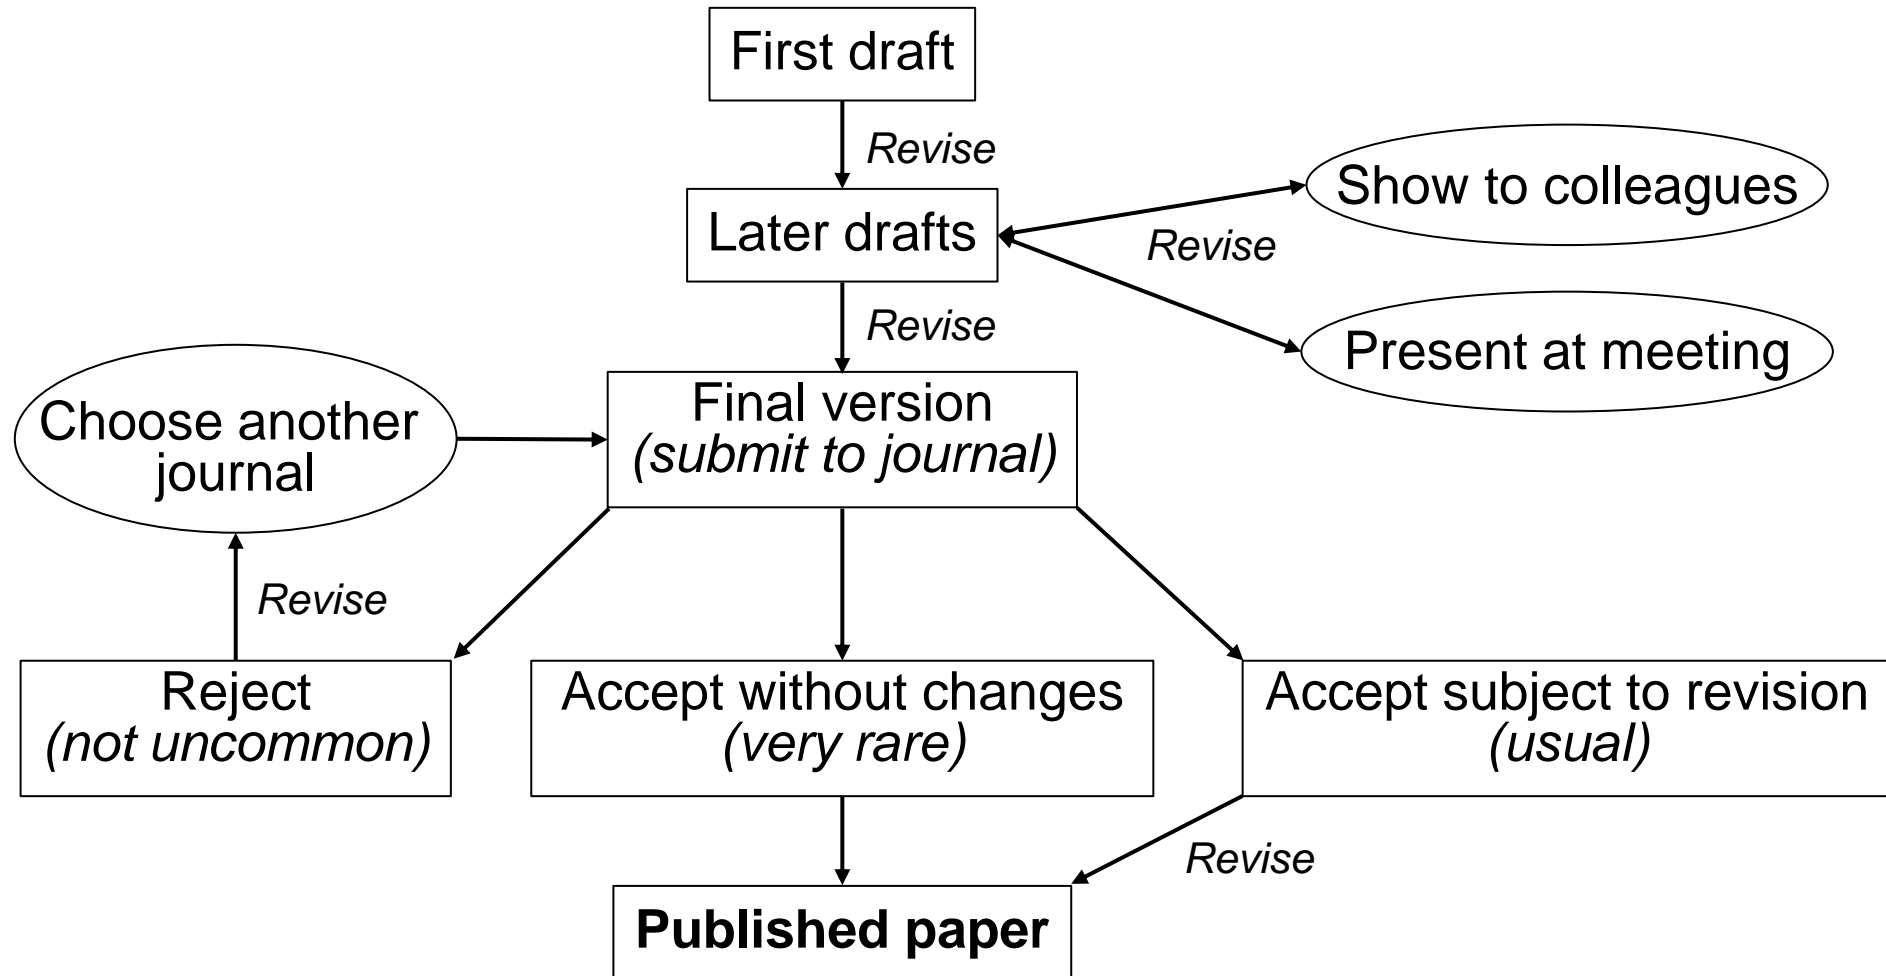 First draft
Revise
Show to colleagues
Later drafts
Revise
Revise
Present at meeting
Final version
(submit to journal)
Choose another
journal
Revise
Reject
(not uncommon)
Accept without changes
(very rare)
Accept subject to revision
(usual)
Revise
Published paper